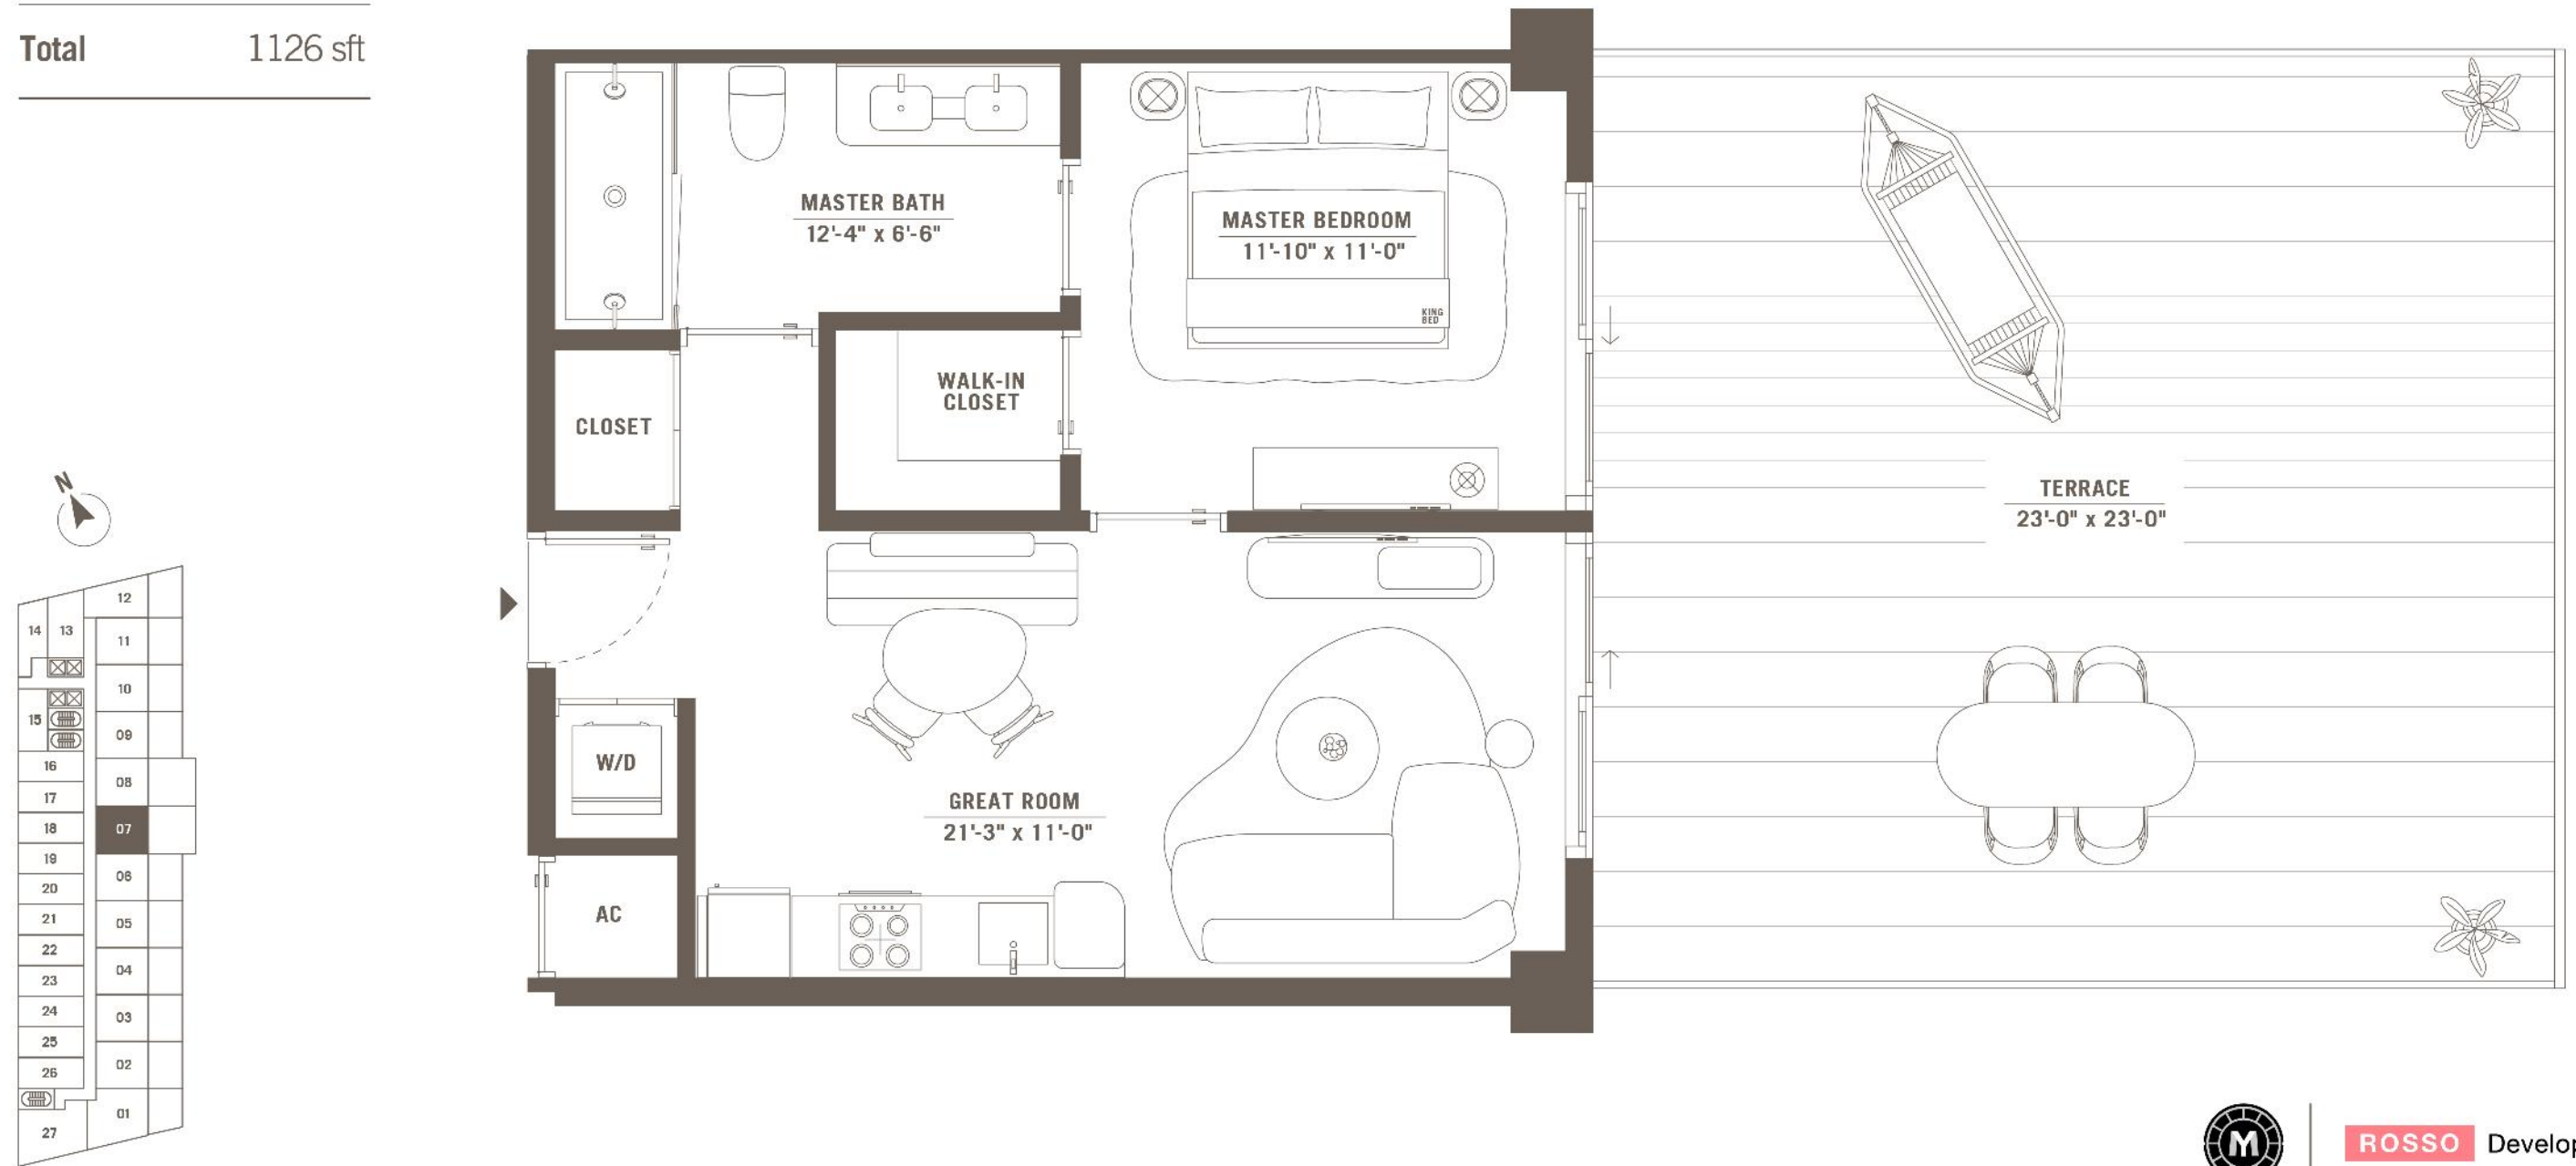 Total 1126 sft
MASTER BATH
12'-4" x 6'-6"
MASTER BEDROOM
11'-10" x 11'-0"
KING
BED
WALK-IN
CLOSET
CLOSET
TERRACE
23'-0" x 23'-0"
W/D
GREAT ROOM
21'-3" x 11'-0"
AC
N
12
14
13
11
10
15
09
16
08
17
18
07
19
06
20
21
05
22
04
23
24
03
25
02
26
01
27
M
ROSSO Develop